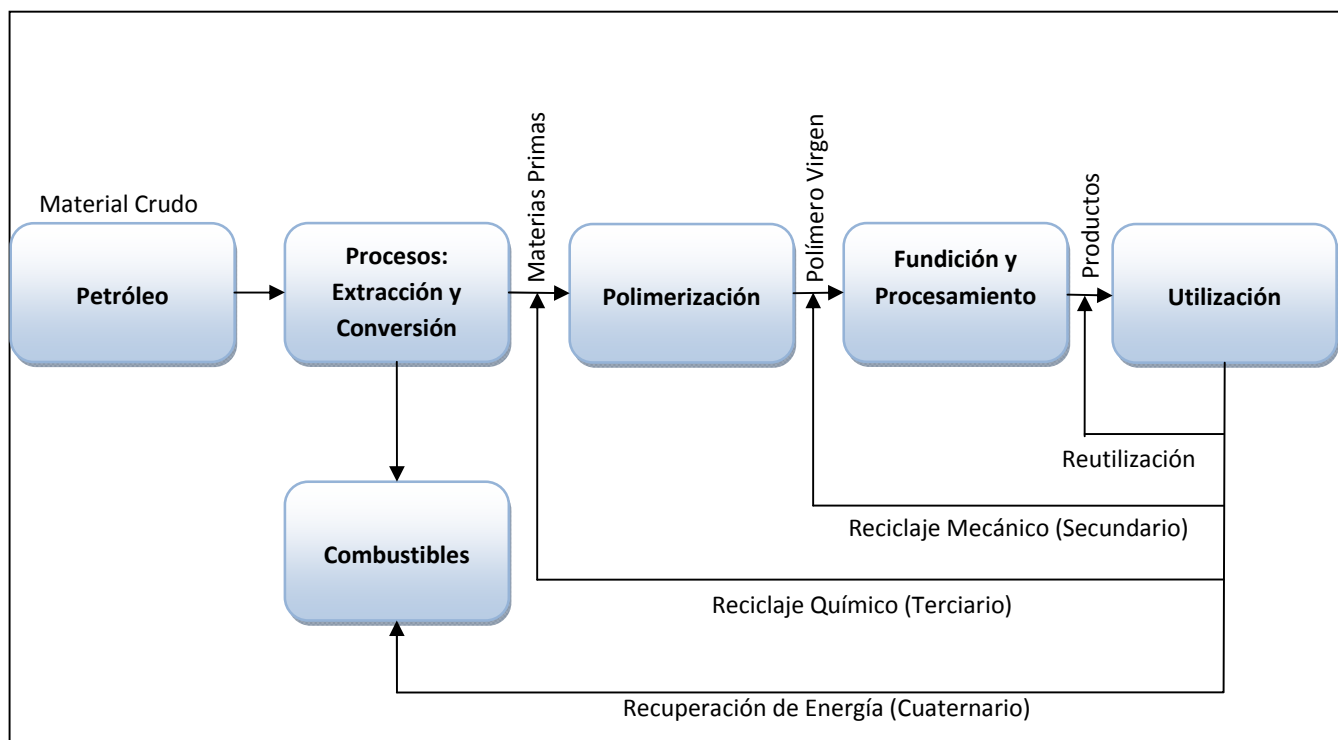 Material Crudo
Petróleo
Procesos:
Extracción y
Conversión
Materias Primas
Polimerización
Polímero Virgen
Fundición y
Procesamiento
Productos
Utilización
Reutilización
Reciclaje Mecánico (Secundario)
Combustibles
Reciclaje Químico (Terciario)
Recuperación de Energía (Cuaternario)